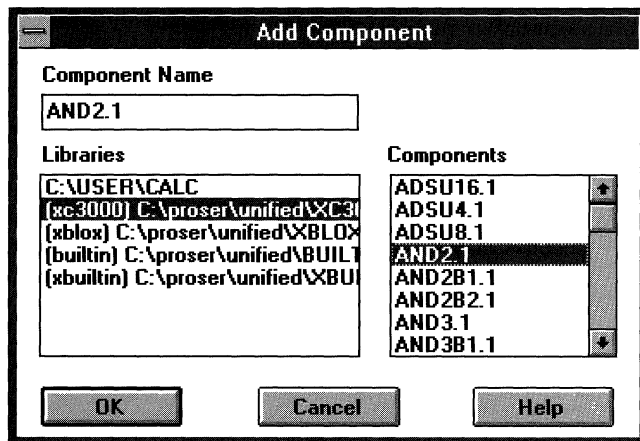 Add Component
Component Name
AND2.1
Libraries
C:\USER\CALC
(xc3000) C:\proser\unified\XC30
(xblox) C:\proser\unified\XBLOX
(builtin) C:\proser\unified\BUILT
(xbuiltin) C:\proser\unified\XBUI
Components
ADSU16.1
ADSU4.1
ADSU8.1
AND2.1
AND2B1.1
AND2B2.1
AND3.1
AND3B1.1
OK
Cancel
Help